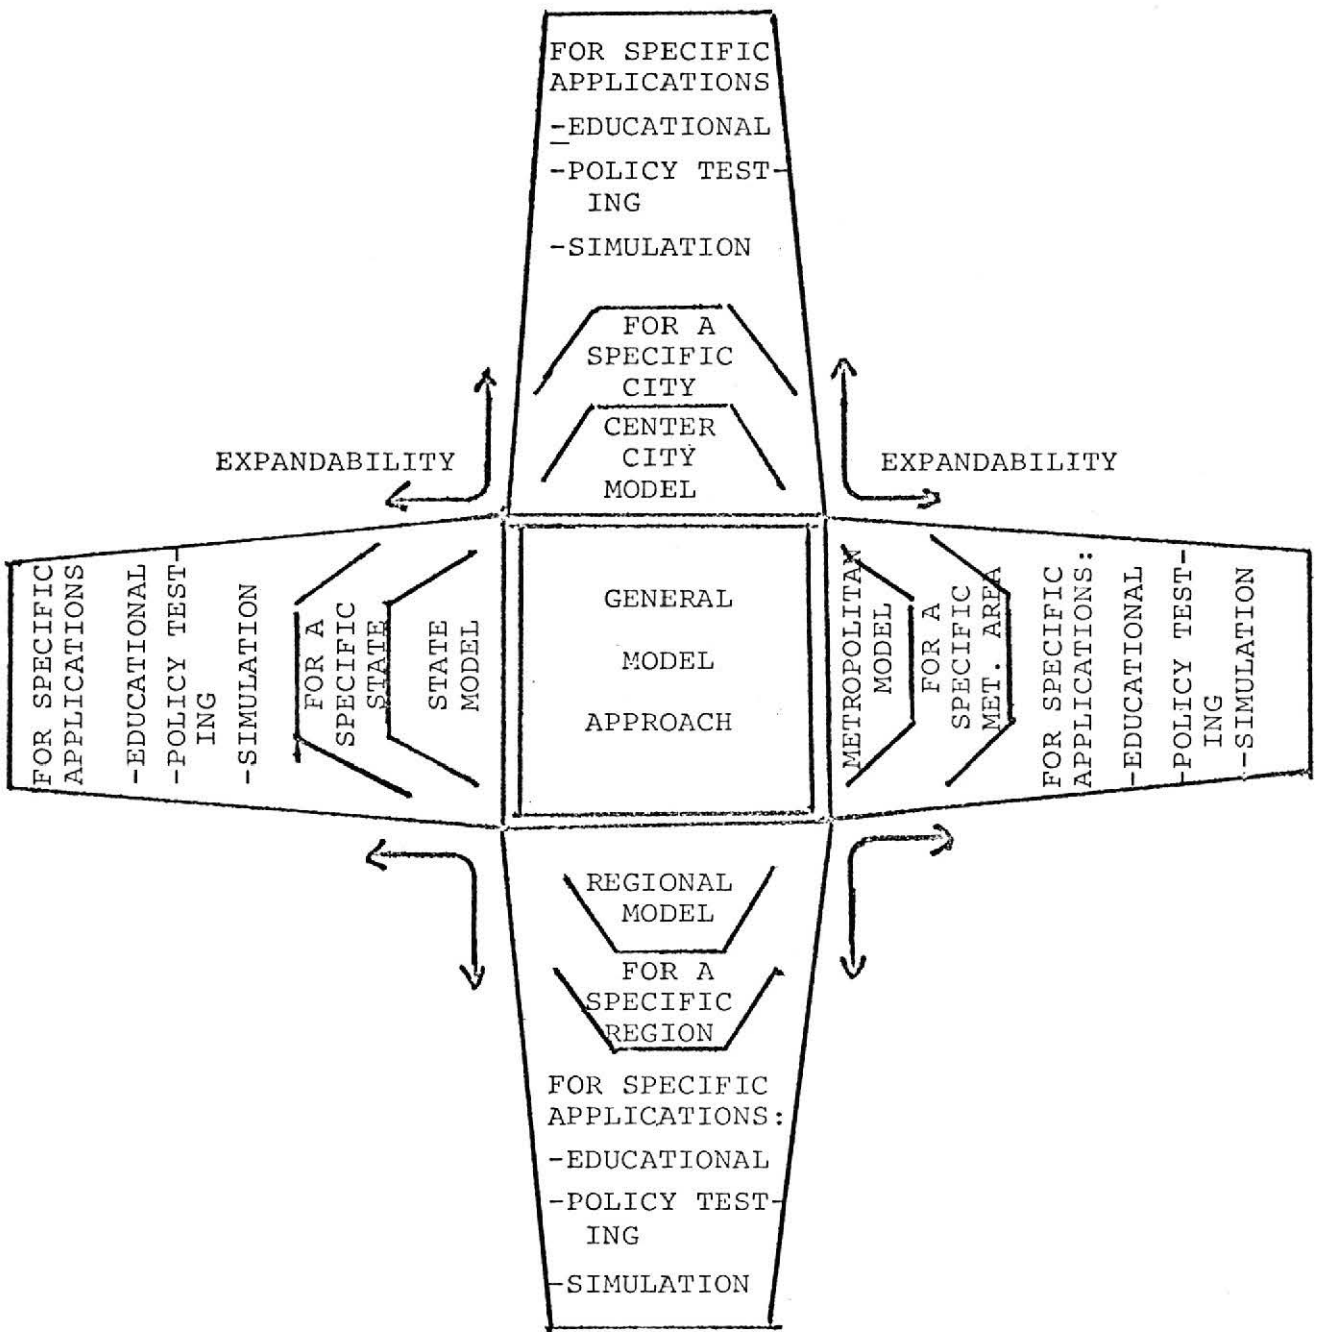 FOR SPECIFIC
APPLICATIONS
-EDUCATIONAL
-POLICY TEST-
ING
-SIMULATION
FOR A
SPECIFIC
CITY
CENTER
CITY
MODEL
EXPANDABILITY
EXPANDABILITY
FOR SPECIFIC
APPLICATIONS
-EDUCATIONAL
-POLICY TEST-
ING
-SIMULATION
FOR A
SPECIFIC
STATE
STATE
MODEL
GENERAL
MODEL
APPROACH
METROPOLITAN
MODEL
FOR A
SPECIFIC
MET. AREA
FOR SPECIFIC
APPLICATIONS:
-EDUCATIONAL
-POLICY TEST-
ING
-SIMULATION
REGIONAL
MODEL
FOR A
SPECIFIC
REGION
FOR SPECIFIC
APPLICATIONS:
-EDUCATIONAL
-POLICY TEST-
ING
-SIMULATION